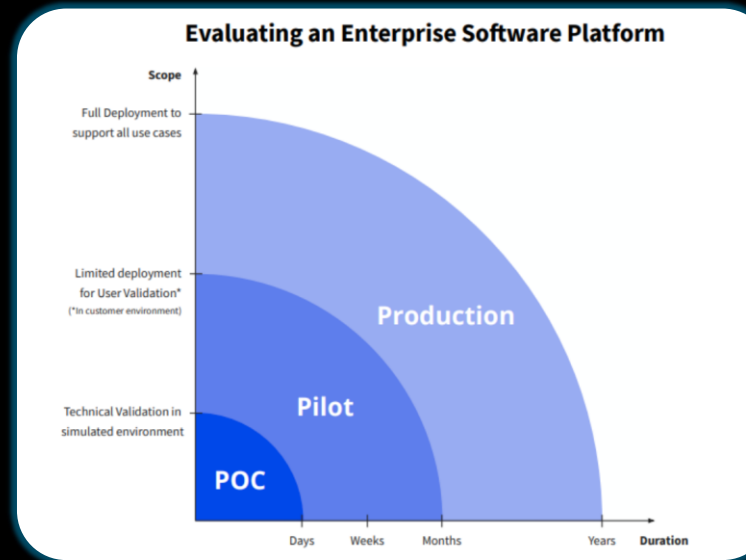 Evaluating an Enterprise Software Platform
Scope
Full Deployment to
support all use cases
Limited deployment
for User Validation*
(*In customer environment)
Production
Pilot
Technical Validation in
simulated environment
POC
Days
Weeks
Months
Years
Duration